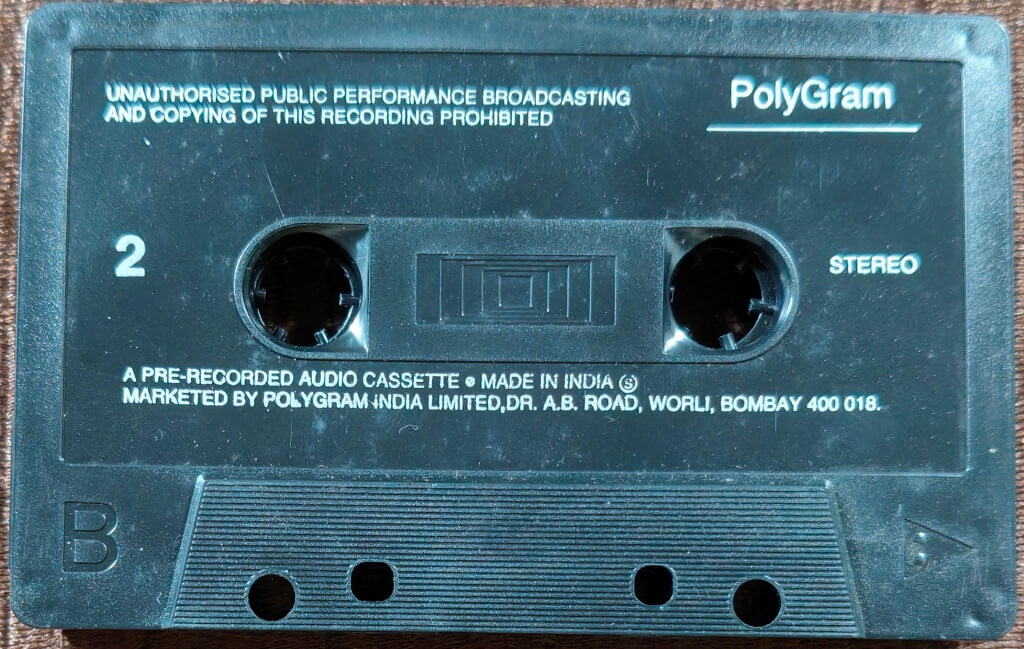 UNAUTHORISED PUBLIC PERFORMANCE BROADCASTING
AND COPYING OF THIS RECORDING PROHIBITED
PolyGram
2
STEREO
A PRE-RECORDED AUDIO CASSETTE ● MADE IN INDIA Ⓢ
MARKETED BY POLYGRAM INDIA LIMITED,DR. A.B. ROAD, WORLI, BOMBAY 400 018.
B